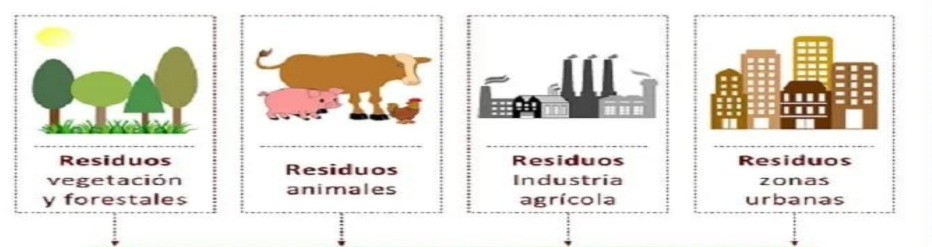 Residuos
vegetación
y forestales
Residuos
animales
Residuos
Industria
agrícola
Residuos
zonas
urbanas